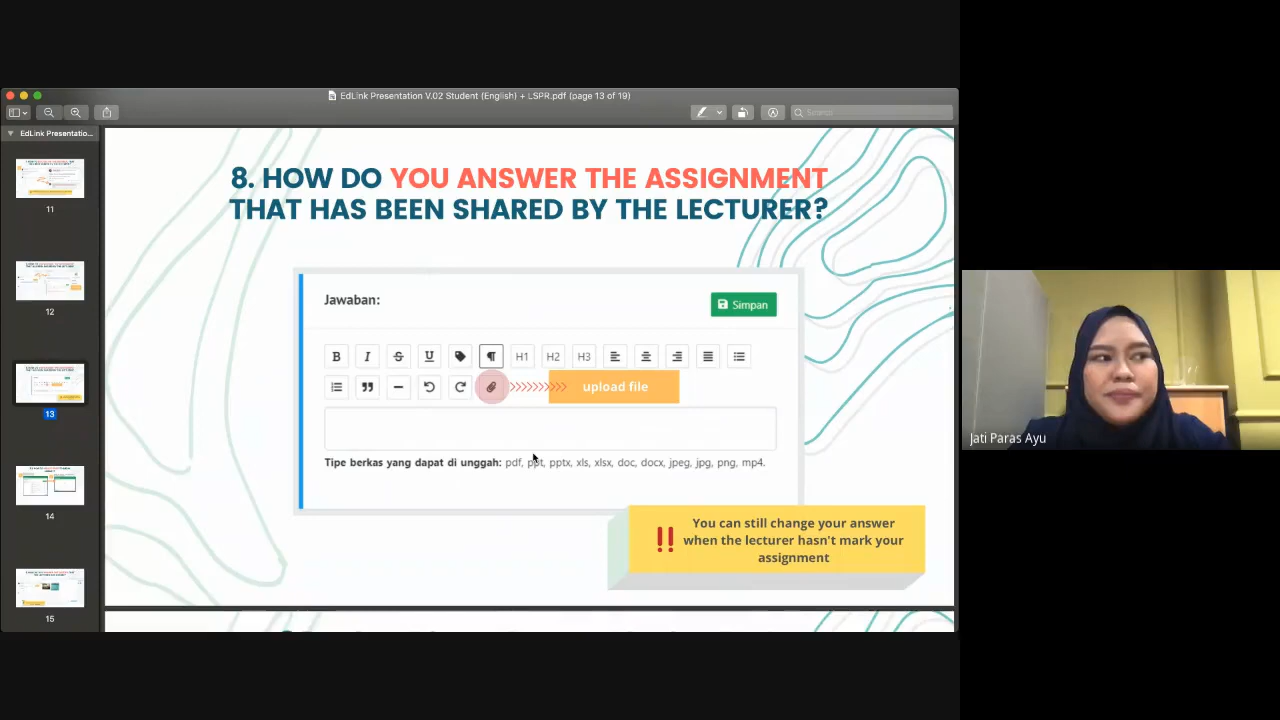 EdLink Presentation V.02 Student (English) + LSPR.pdf (page 13 of 19)
Search
EdLink Presentatio...
11
12
13
14
15
8. HOW DO YOU ANSWER THE ASSIGNMENT
THAT HAS BEEN SHARED BY THE LECTURER?
Jawaban:
Simpan
B I S U ¶ H1 H2 H3
upload file
Tipe berkas yang dapat di unggah: pdf, ppt, pptx, xls, xlsx, doc, docx, jpeg, jpg, png, mp4.
!! You can still change your answer
when the lecturer hasn't mark your
assignment
Jati Paras Ayu